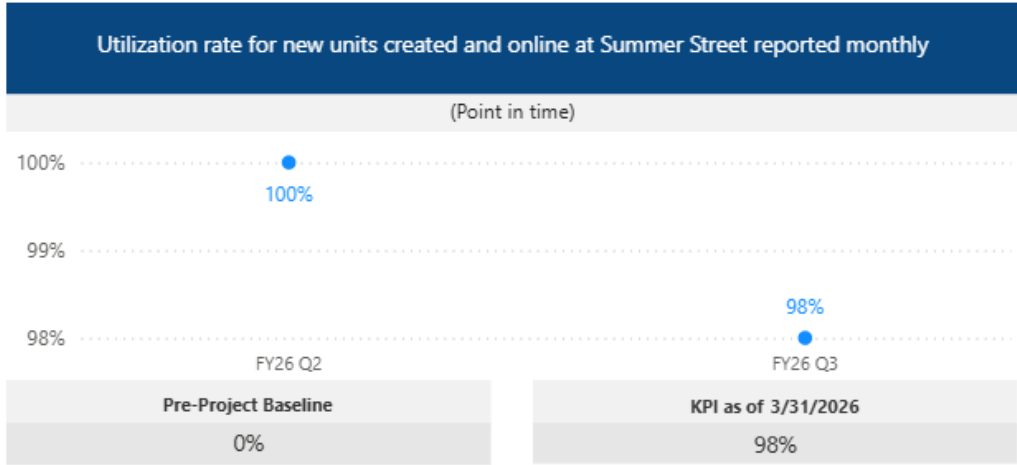 Utilization rate for new units created and online at Summer Street reported monthly
(Point in time)
100%
100%
99%
98%
98%
FY26 Q2
FY26 Q3
Pre-Project Baseline
KPI as of 3/31/2026
0%
98%